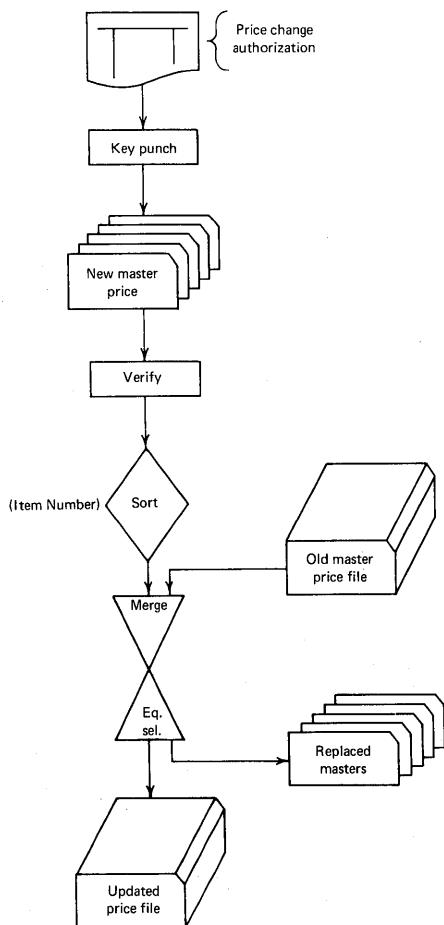 Price change
authorization
Key punch
New master
price
Verify
(Item Number)
Sort
Old master
price file
Merge
Eq.
sel.
Replaced
masters
Updated
price file